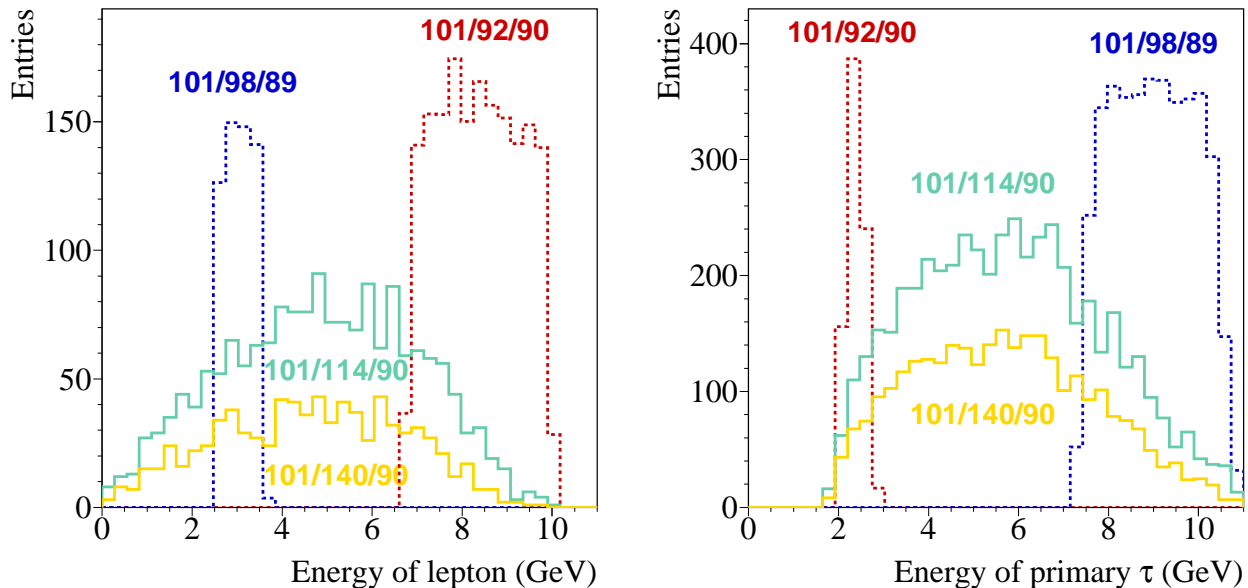 Entries
150
100
50
0
101/98/89
101/92/90
101/114/90
101/140/90
0 2 4 6 8 10
Energy of lepton (GeV)
Entries
400
300
200
100
0
101/92/90
101/98/89
101/114/90
101/140/90
0 2 4 6 8 10
Energy of primary τ (GeV)